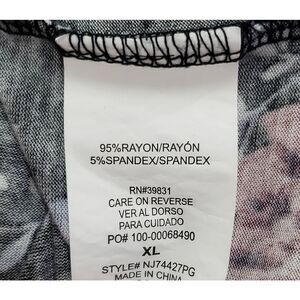 95%RAYON/RAYÓN
5%SPANDEX/SPANDEX
RN#39831
CARE ON REVERSE
VER AL DORSO
PARA CUIDADO
PO# 100-00068490
XL
STYLE# NJ74427PG
MADE IN CHINA